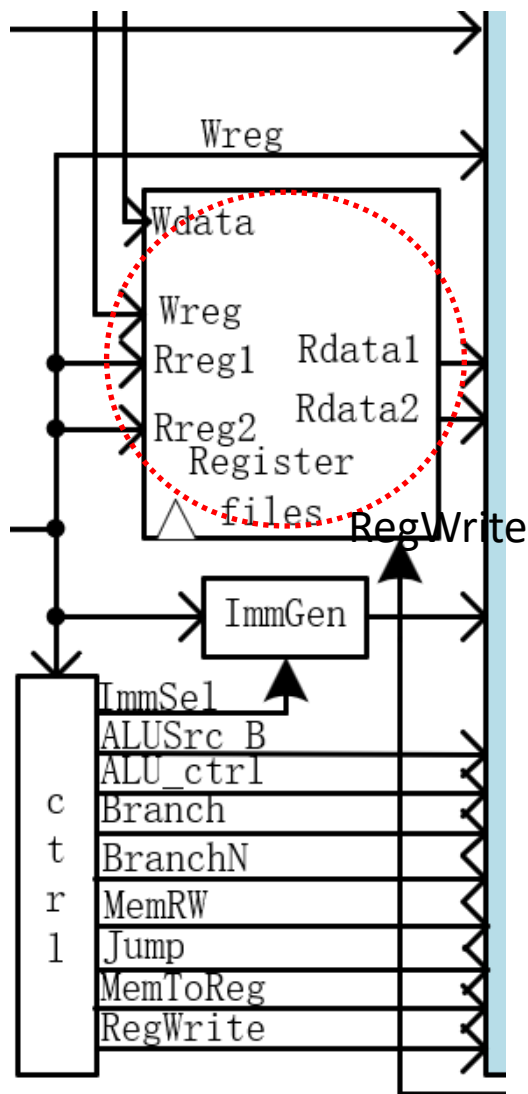 Wreg
Wdata
Wreg
Rreg1
Rdata1
Rdata2
Rreg2
Register
files
RegWrite
ImmGen
ImmSel
ALUSrc_B
ALU_ctrl
Branch
BranchN
MemRW
Jump
MemToReg
RegWrite
ctrl